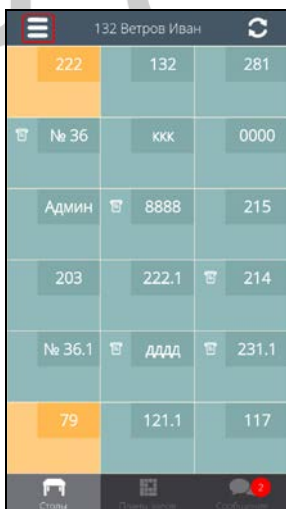 132 Ветров Иван
222 132 281
№ 36 ккк 0000
Админ 8888 215
203 222.1 214
№ 36.1 дддд 231.1
79 121.1 117
2
Столы